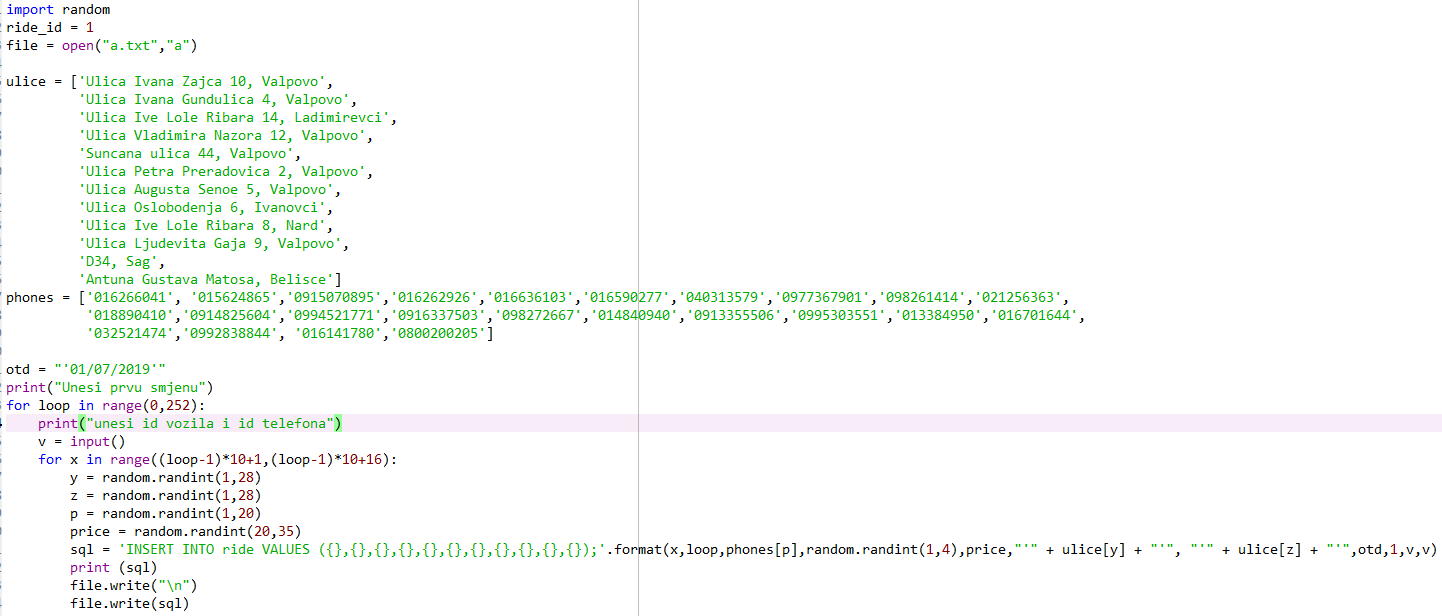 import random
ride_id = 1
file = open("a.txt","a")

ulice = ['Ulica Ivana Zajca 10, Valpovo',
         'Ulica Ivana Gundulica 4, Valpovo',
         'Ulica Ive Lole Ribara 14, Ladimirevci',
         'Ulica Vladimira Nazora 12, Valpovo',
         'Suncana ulica 44, Valpovo',
         'Ulica Petra Preradovica 2, Valpovo',
         'Ulica Augusta Senoe 5, Valpovo',
         'Ulica Oslobodenja 6, Ivanovci',
         'Ulica Ive Lole Ribara 8, Nard',
         'Ulica Ljudevita Gaja 9, Valpovo',
         'D34, Sag',
         'Antuna Gustava Matosa, Belisce']
phones = ['016266041', '015624865','0915070895','016262926','016636103','016590277','040313579','0977367901','098261414','021256363',
          '018890410','0914825604','0994521771','0916337503','098272667','014840940','0913355506','0995303551','013384950','016701644',
          '032521474','0992838844', '016141780','0800200205']

otd = "'01/07/2019'"
print("Unesi prvu smjenu")
for loop in range(0,252):
    print("unesi id vozila i id telefona")
    v = input()
    for x in range((loop-1)*10+1,(loop-1)*10+16):
        y = random.randint(1,28)
        z = random.randint(1,28)
        p = random.randint(1,20)
        price = random.randint(20,35)
        sql = 'INSERT INTO ride VALUES ({},{},{},{},{},{},{},{},{},{},{});'.format(x,loop,phones[p],random.randint(1,4),price,"'" + ulice[y] + "'", "'" + ulice[z] + "'",otd,1,v,v)
        print (sql)
        file.write("\n")
        file.write(sql)